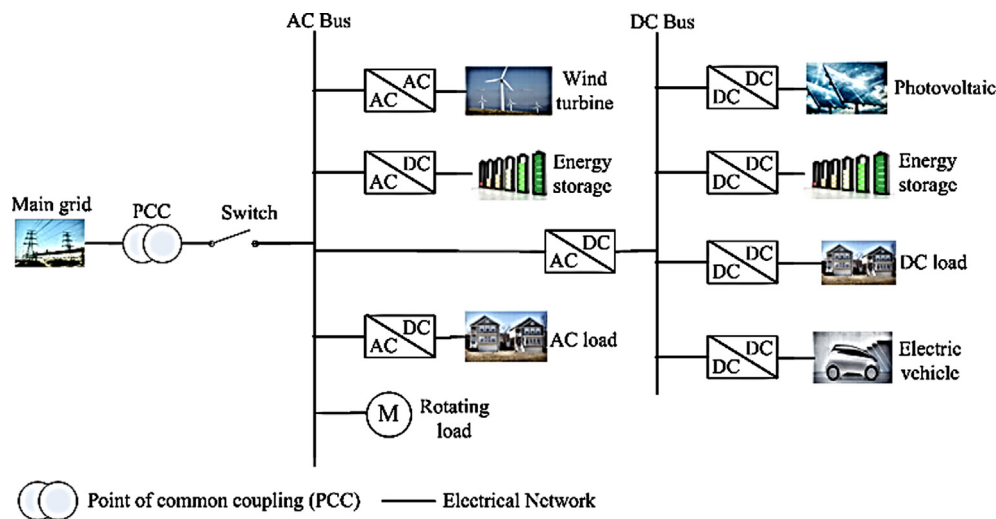 AC Bus
DC Bus
AC
AC
Wind
turbine
DC
DC
Photovoltaic
DC
AC
Energy
storage
DC
DC
Energy
storage
Main grid
PCC
Switch
DC
AC
DC
DC
DC load
DC
AC
AC load
DC
DC
Electric
vehicle
M
Rotating
load
Point of common coupling (PCC)
Electrical Network